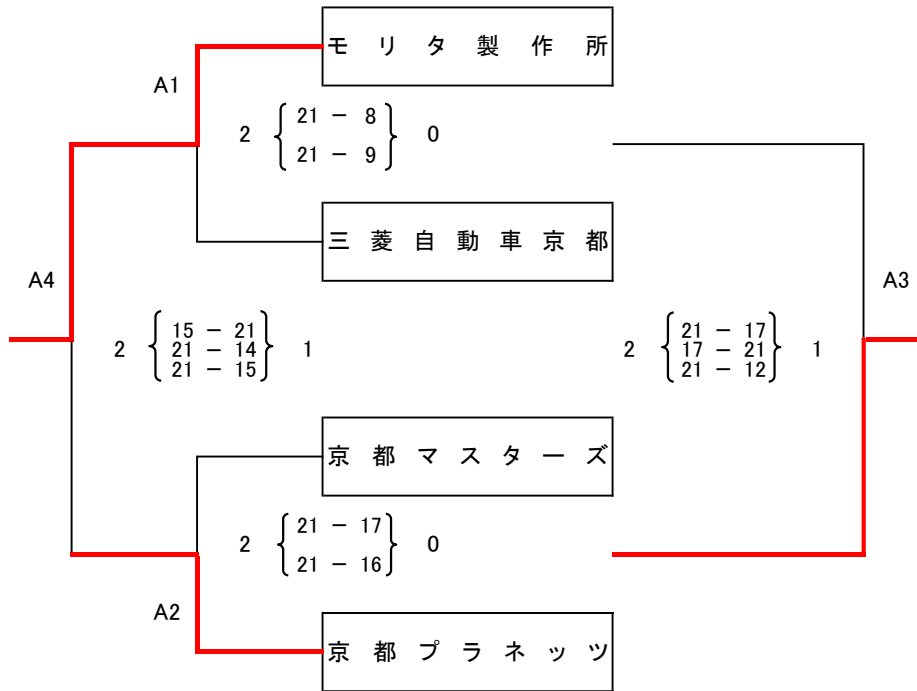 モリタ製作所
A1
2 { 21 － 8 } 0
21 － 9
三菱自動車京都
A4
A3
2 { 15 － 21 } 1
21 － 14
21 － 15
2 { 21 － 17 } 1
17 － 21
21 － 12
京都マスターズ
2 { 21 － 17 } 0
21 － 16
A2
京都プラネッツ